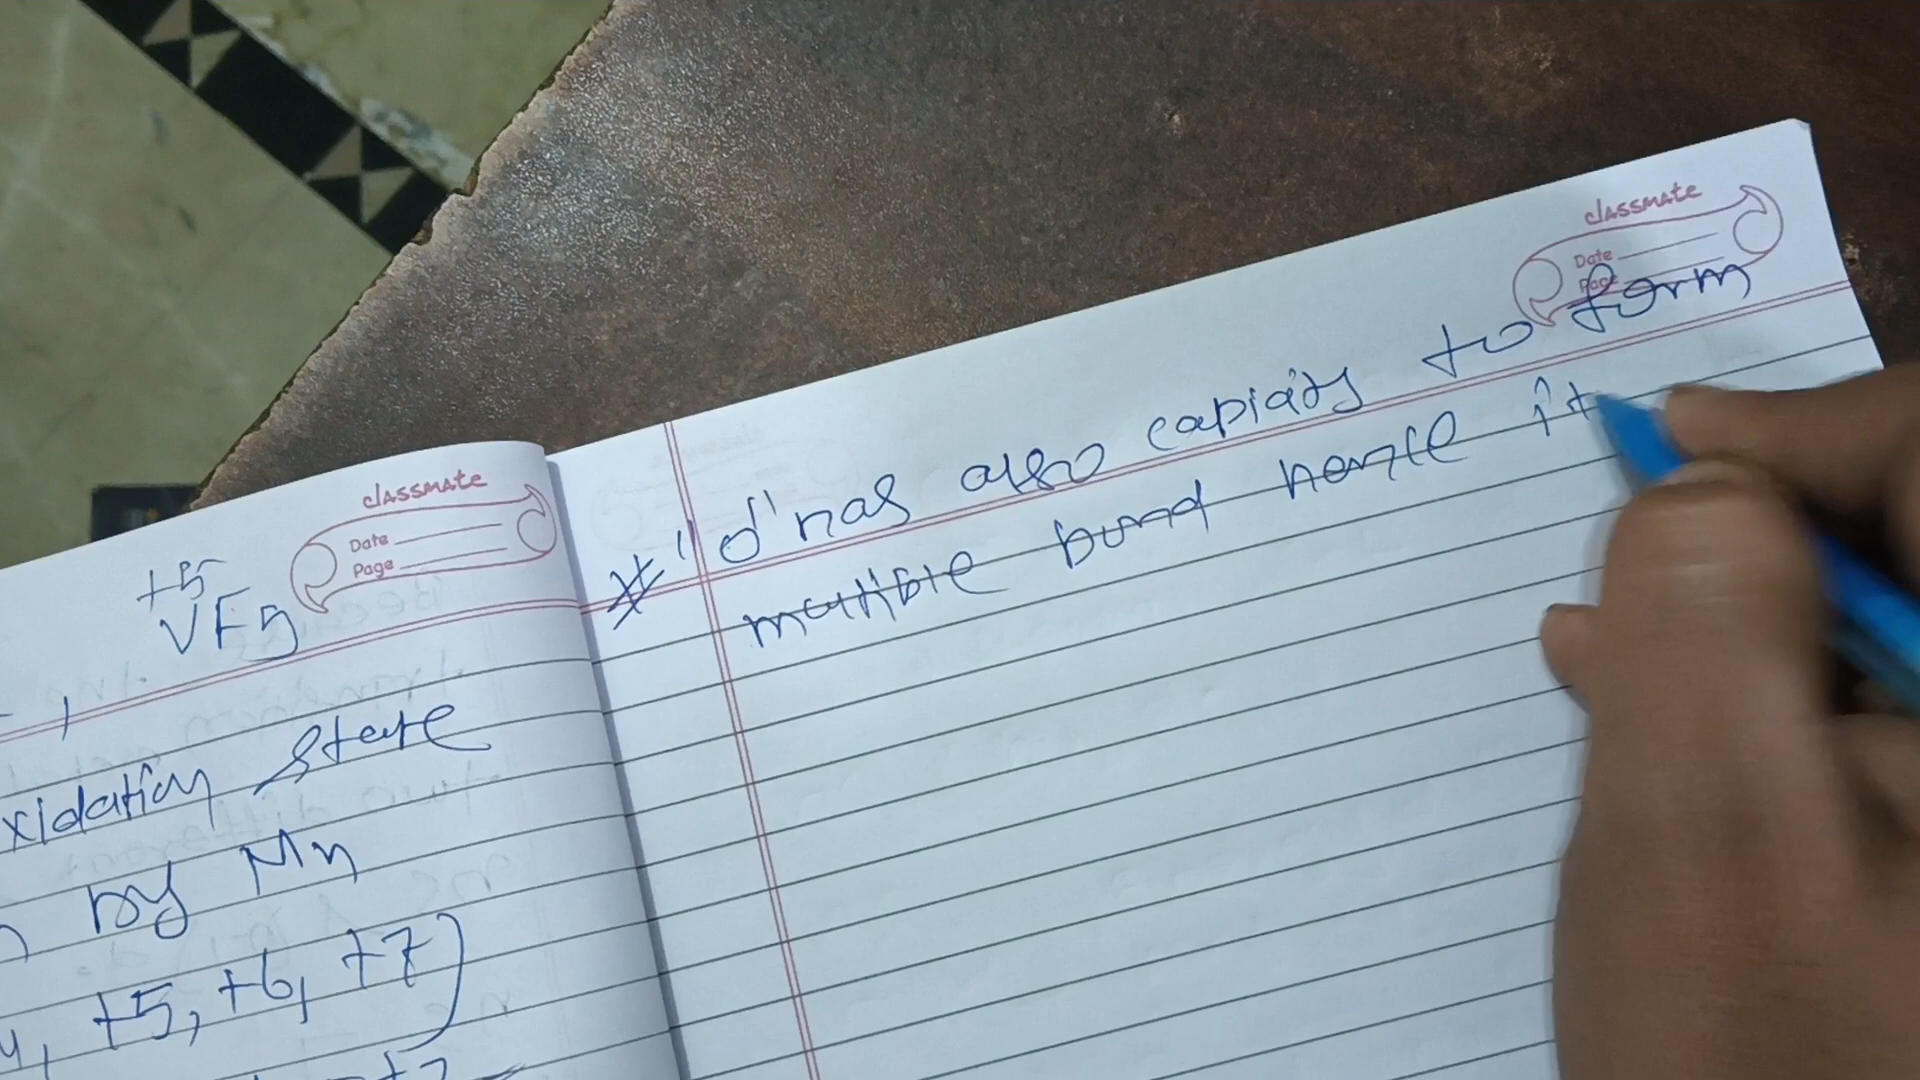 classmate
Date
Page
+5
VF5
xidation state
by Mn
+5, +6, +7)
classmate
Date
Page
"O' has also capicity to form
multiple bond hence it